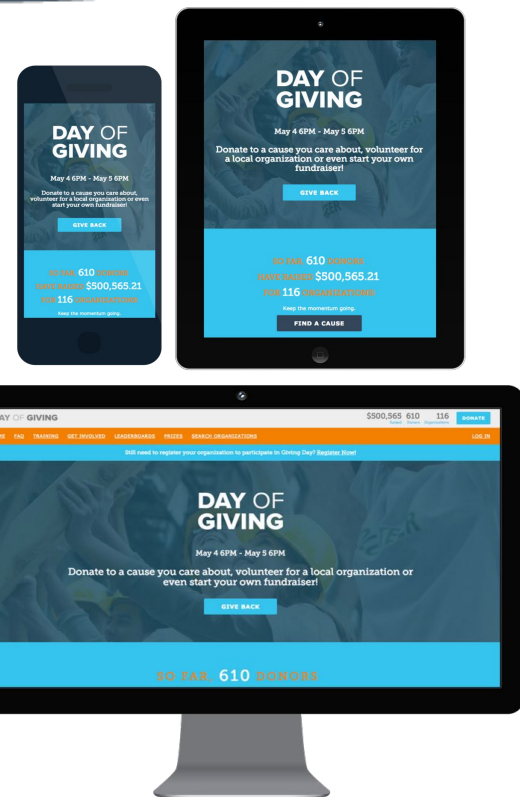 DAY OF
GIVING
May 4 6PM - May 5 6PM
Donate to a cause you care about,
volunteer for a local organization or even
start your own fundraiser!
GIVE BACK
SO FAR, 610 DONORS
HAVE RAISED $500,565.21
FOR 116 ORGANIZATIONS!
Keep the momentum going.
DAY OF
GIVING
May 4 6PM - May 5 6PM
Donate to a cause you care about, volunteer for
a local organization or even start your own
fundraiser!
GIVE BACK
SO FAR, 610 DONORS
HAVE RAISED $500,565.21
FOR 116 ORGANIZATIONS!
Keep the momentum going.
FIND A CAUSE
AY OF GIVING
$500,565 610 116
Raised Donors Organizations
DONATE
ME FAQ TRAINING GET INVOLVED LEADERBOARDS PRIZES SEARCH ORGANIZATIONS
LOG IN
Still need to register your organization to participate in Giving Day? Register Now!
DAY OF
GIVING
May 4 6PM - May 5 6PM
Donate to a cause you care about, volunteer for a local organization or
even start your own fundraiser!
GIVE BACK
SO FAR, 610 DONORS